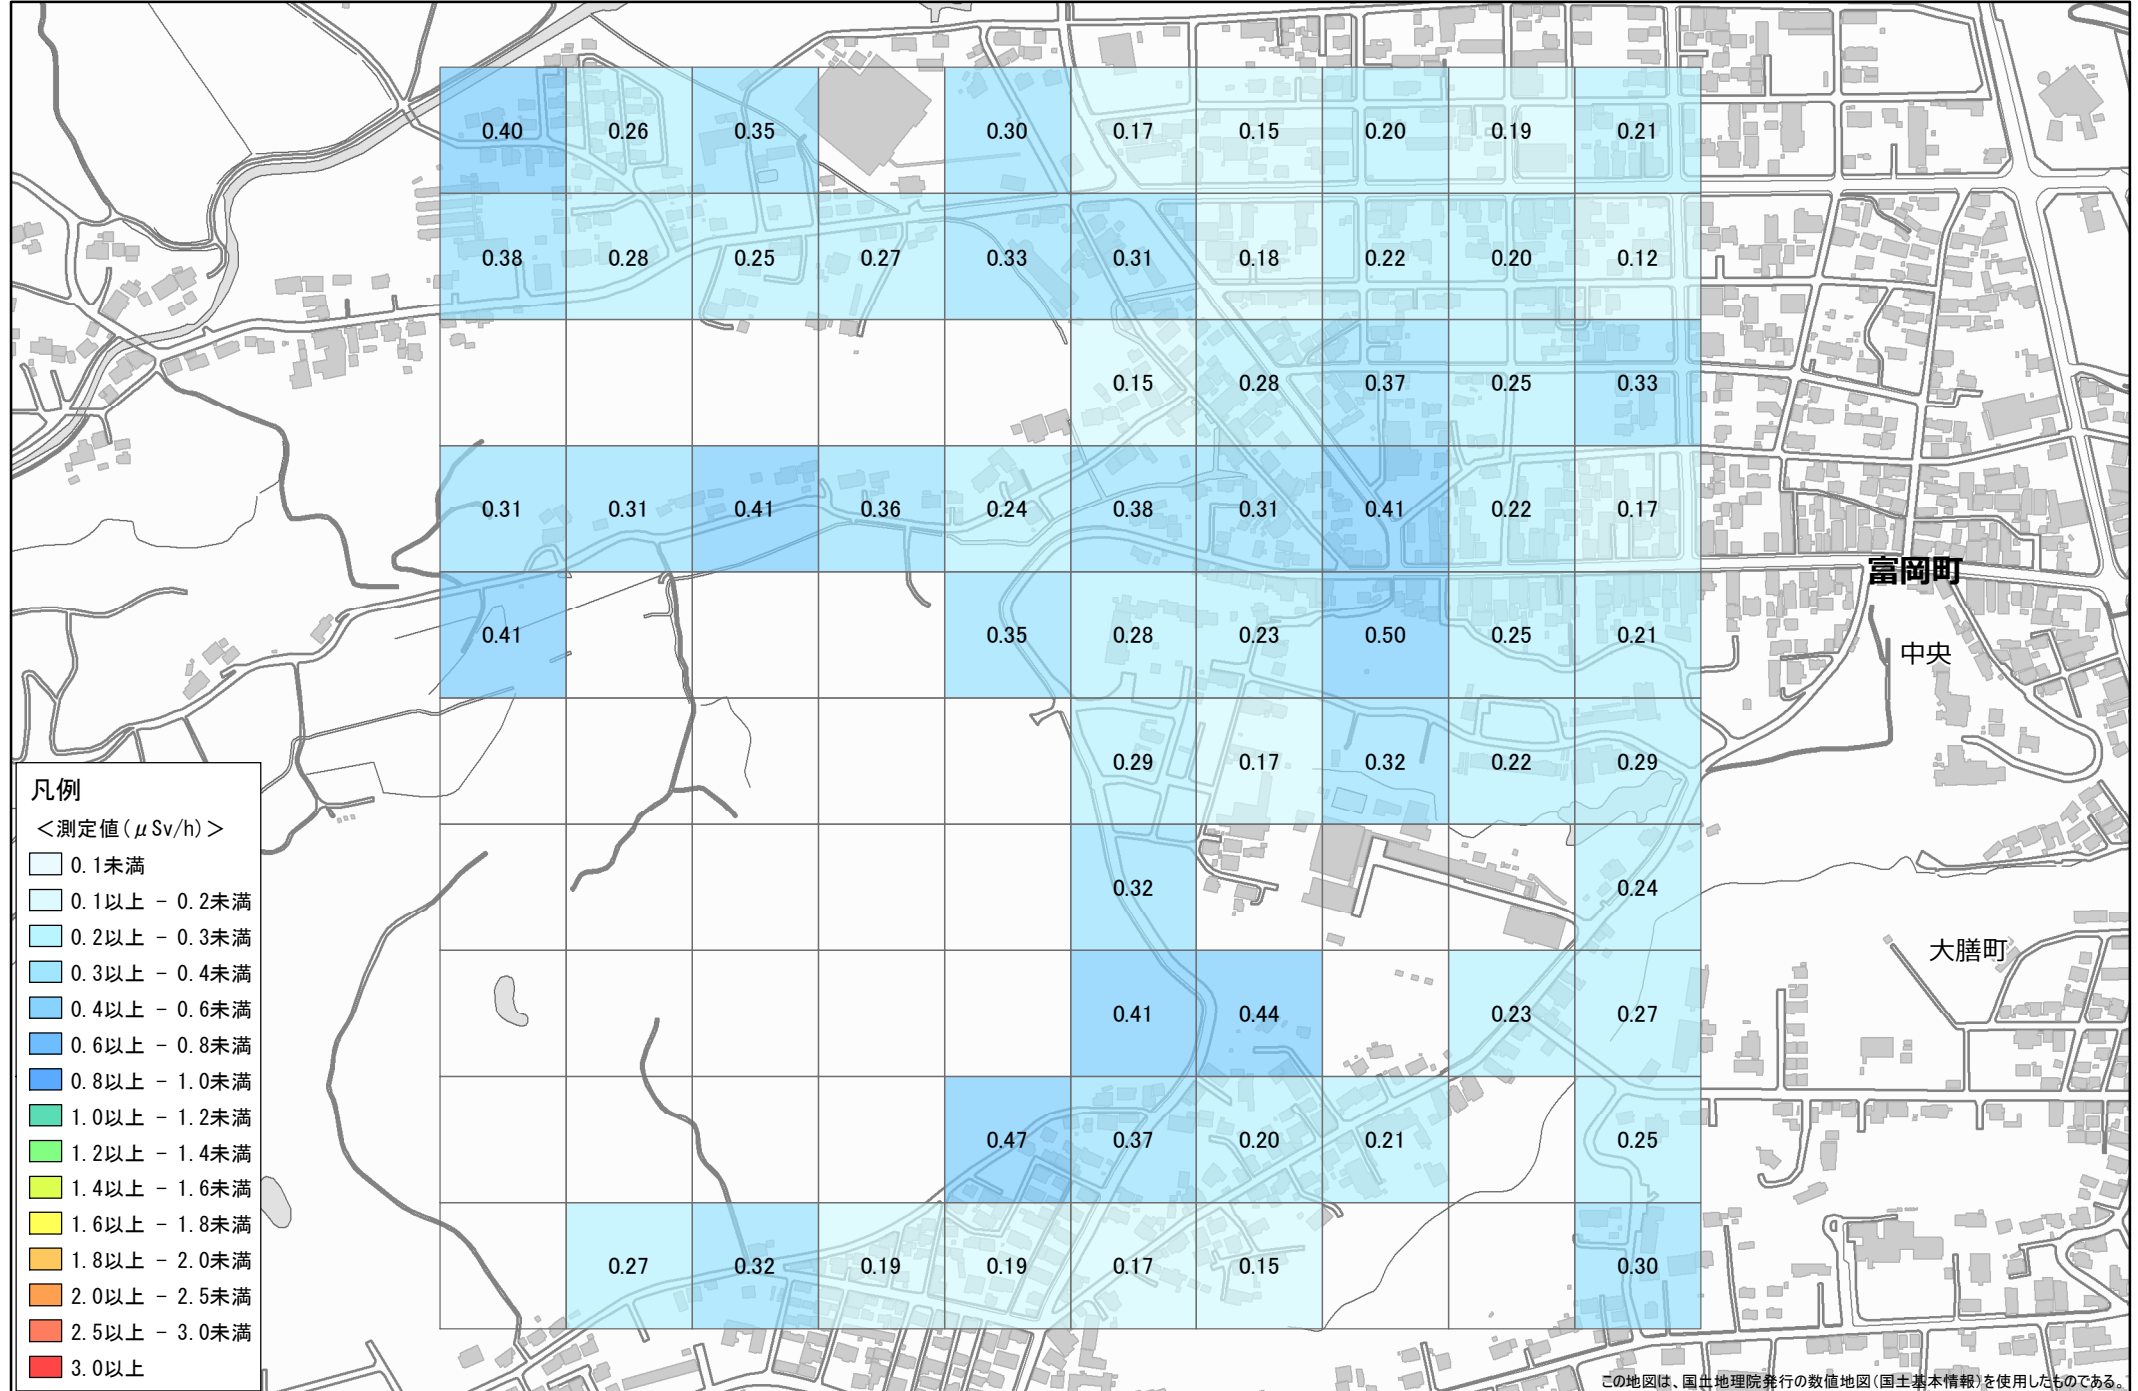 0.40 0.26 0.35 0.30 0.17 0.15 0.20 0.19 0.21
0.38 0.28 0.25 0.27 0.33 0.31 0.18 0.22 0.20 0.12
0.15 0.28 0.37 0.25 0.33
0.31 0.31 0.41 0.36 0.24 0.38 0.31 0.41 0.22 0.17
富岡町
0.41 0.35 0.28 0.23 0.50 0.25 0.21
中央
0.29 0.17 0.32 0.22 0.29
0.32 0.24
大膳町
0.41 0.44 0.23 0.27
0.47 0.37 0.20 0.21 0.25
0.27 0.32 0.19 0.19 0.17 0.15 0.30
凡例
＜測定値(μSv/h)＞
0.1未満
0.1以上 － 0.2未満
0.2以上 － 0.3未満
0.3以上 － 0.4未満
0.4以上 － 0.6未満
0.6以上 － 0.8未満
0.8以上 － 1.0未満
1.0以上 － 1.2未満
1.2以上 － 1.4未満
1.4以上 － 1.6未満
1.6以上 － 1.8未満
1.8以上 － 2.0未満
2.0以上 － 2.5未満
2.5以上 － 3.0未満
3.0以上
この地図は、国土地理院発行の数値地図(国土基本情報)を使用したものである。